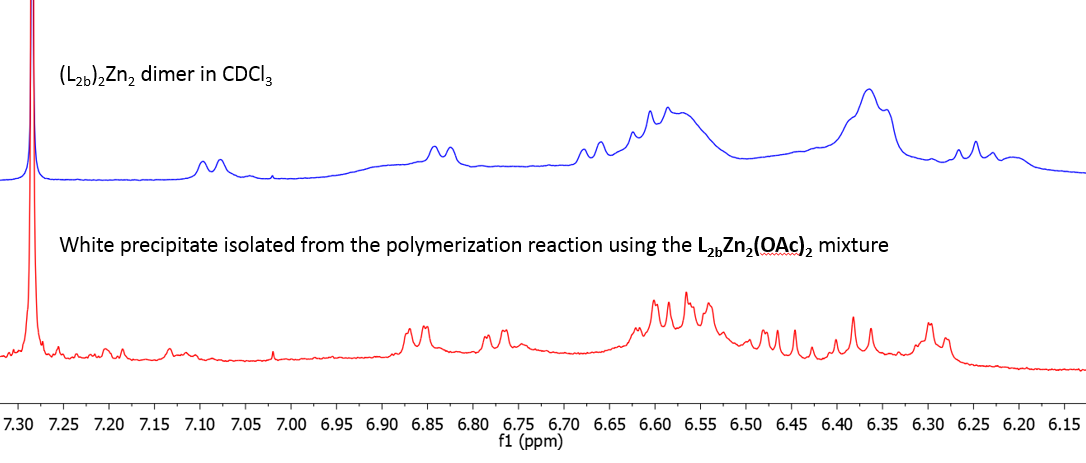 (L2b)2Zn2 dimer in CDCl3
White precipitate isolated from the polymerization reaction using the L2bZn2(OAc)2 mixture
7.30 7.25 7.20 7.15 7.10 7.05 7.00 6.95 6.90 6.85 6.80 6.75 6.70 6.65 6.60 6.55 6.50 6.45 6.40 6.35 6.30 6.25 6.20 6.15
f1 (ppm)